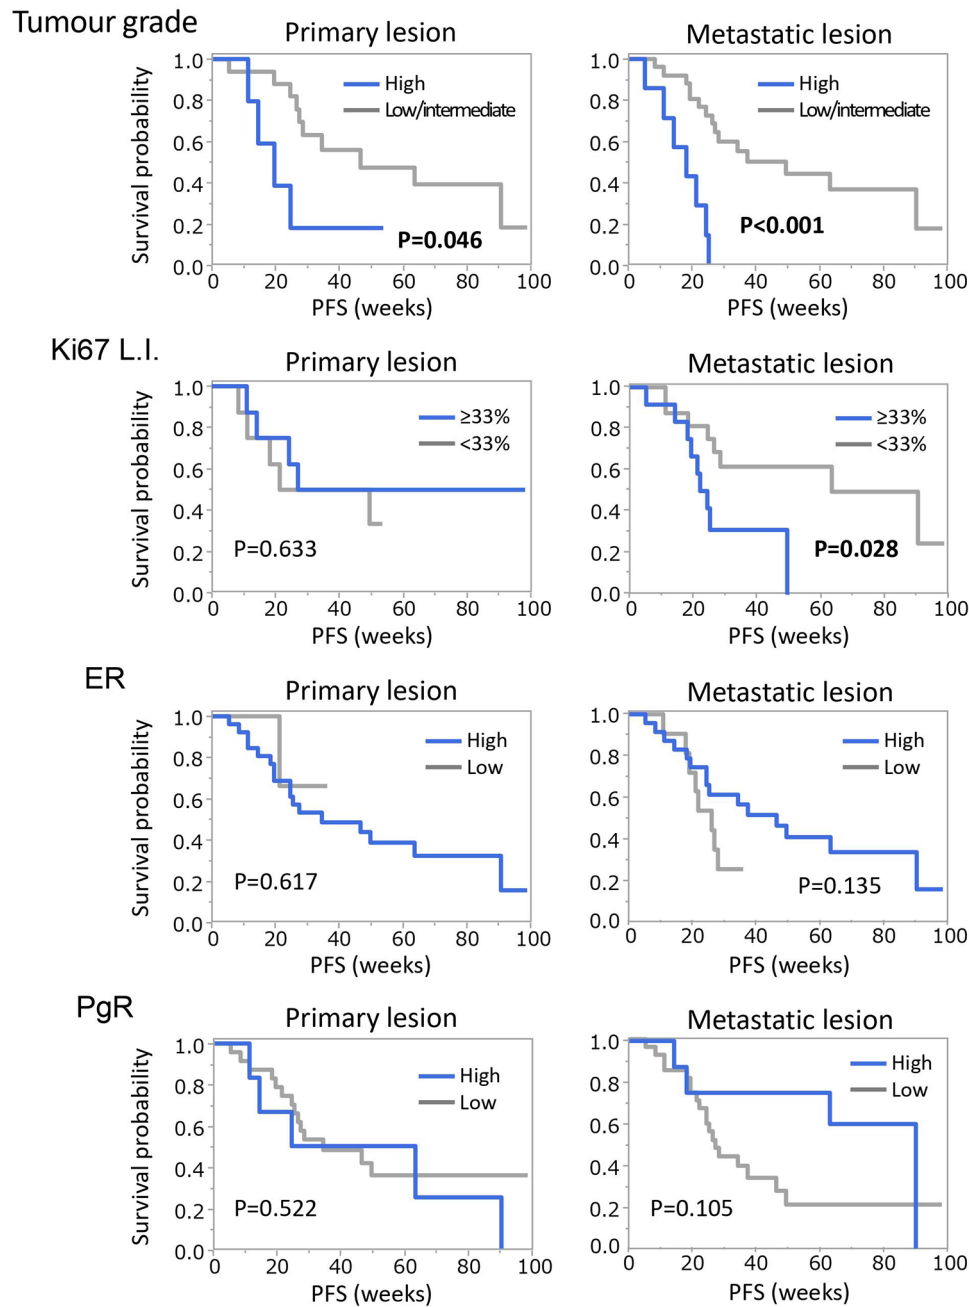 Tumour grade
Primary lesion
Metastatic lesion
Survival probability
1.0
0.8
0.6
0.4
0.2
0.0
High
Low/intermediate
P=0.046
0 20 40 60 80 100
PFS (weeks)
1.0
0.8
0.6
0.4
0.2
0.0
High
Low/intermediate
P<0.001
0 20 40 60 80 100
PFS (weeks)
Ki67 L.I.
Primary lesion
Metastatic lesion
Survival probability
1.0
0.8
0.6
0.4
0.2
0.0
≥33%
<33%
P=0.633
0 20 40 60 80 100
PFS (weeks)
1.0
0.8
0.6
0.4
0.2
0.0
≥33%
<33%
P=0.028
0 20 40 60 80 100
PFS (weeks)
ER
Primary lesion
Metastatic lesion
Survival probability
1.0
0.8
0.6
0.4
0.2
0.0
High
Low
P=0.617
0 20 40 60 80 100
PFS (weeks)
1.0
0.8
0.6
0.4
0.2
0.0
High
Low
P=0.135
0 20 40 60 80 100
PFS (weeks)
PgR
Primary lesion
Metastatic lesion
Survival probability
1.0
0.8
0.6
0.4
0.2
0.0
High
Low
P=0.522
0 20 40 60 80 100
PFS (weeks)
1.0
0.8
0.6
0.4
0.2
0.0
High
Low
P=0.105
0 20 40 60 80 100
PFS (weeks)